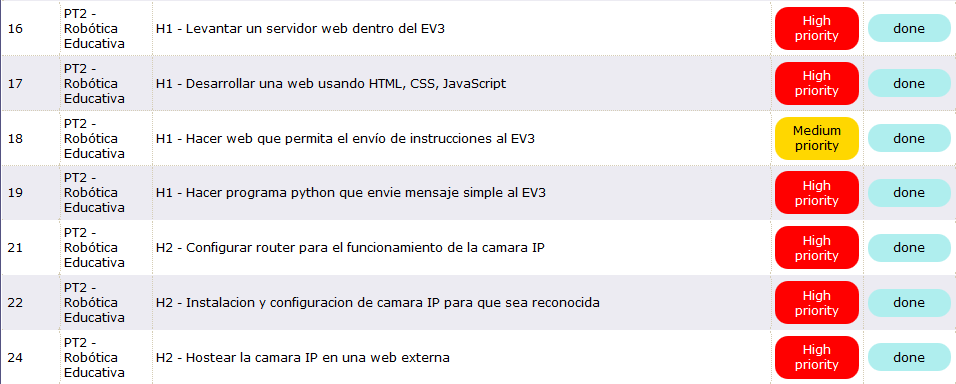 16 PT2 - Robótica Educativa H1 - Levantar un servidor web dentro del EV3 High priority done
17 PT2 - Robótica Educativa H1 - Desarrollar una web usando HTML, CSS, JavaScript High priority done
18 PT2 - Robótica Educativa H1 - Hacer web que permita el envío de instrucciones al EV3 Medium priority done
19 PT2 - Robótica Educativa H1 - Hacer programa python que envie mensaje simple al EV3 High priority done
21 PT2 - Robótica Educativa H2 - Configurar router para el funcionamiento de la camara IP High priority done
22 PT2 - Robótica Educativa H2 - Instalacion y configuracion de camara IP para que sea reconocida High priority done
24 PT2 - Robótica Educativa H2 - Hostear la camara IP en una web externa High priority done